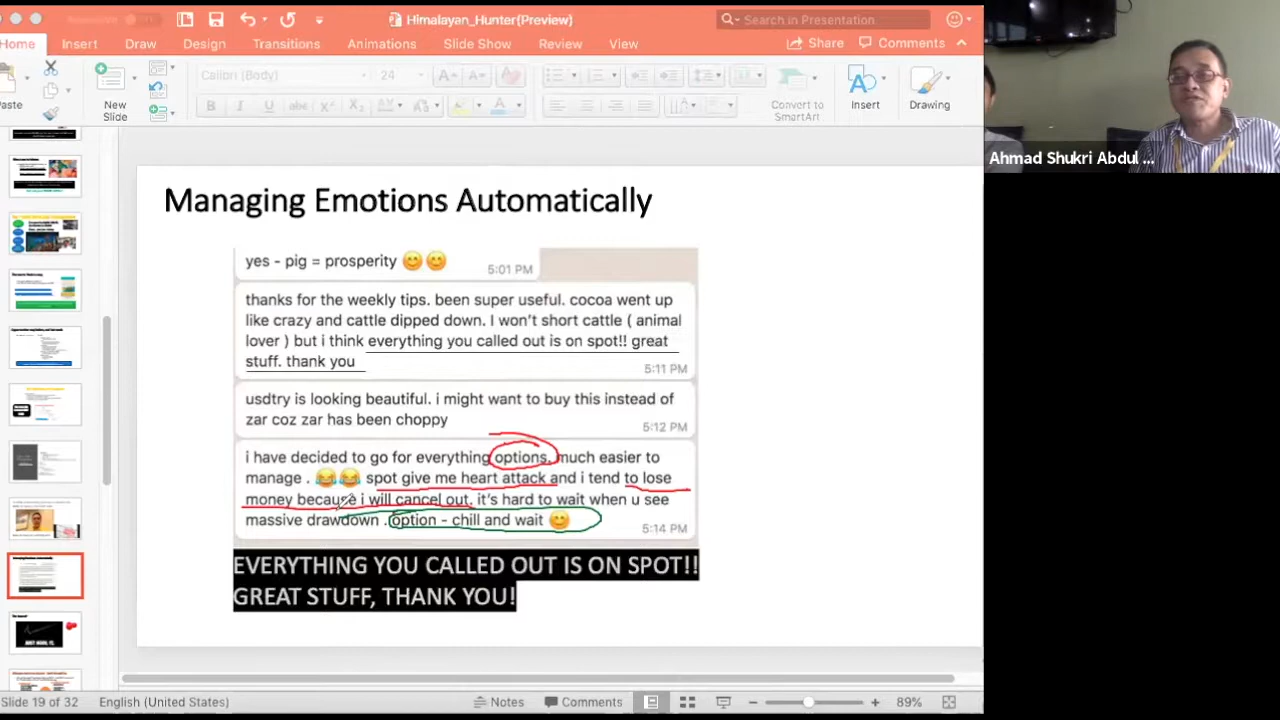 Himalayan_Hunter{Preview}
Search in Presentation
Home Insert Draw Design Transitions Animations Slide Show Review View
Share Comments
Paste
New
Slide
Calibri (Body) 24
B I U abe
Convert to
SmartArt
Insert
Drawing
Ahmad Shukri Abdul ...
Managing Emotions Automatically
yes - pig = prosperity 😊 😊
5:01 PM
thanks for the weekly tips. ben super useful. cocoa went up
like crazy and cattle dipped down. I won't short cattle ( animal
lover ) but i think everything you called out is on spot!! great
stuff. thank you
5:11 PM
usdtry is looking beautiful. i might want to buy this instead of
zar coz zar has been choppy
5:12 PM
i have decided to go for everything options. much easier to
manage . 😂😂 spot give me heart attack and i tend to lose
money because i will cancel out. it's hard to wait when u see
massive drawdown . option - chill and wait 😊
5:14 PM
EVERYTHING YOU CALLED OUT IS ON SPOT!!
GREAT STUFF, THANK YOU!
JUST WORK IT.
Slide 19 of 32 English (United States) Notes Comments 89%